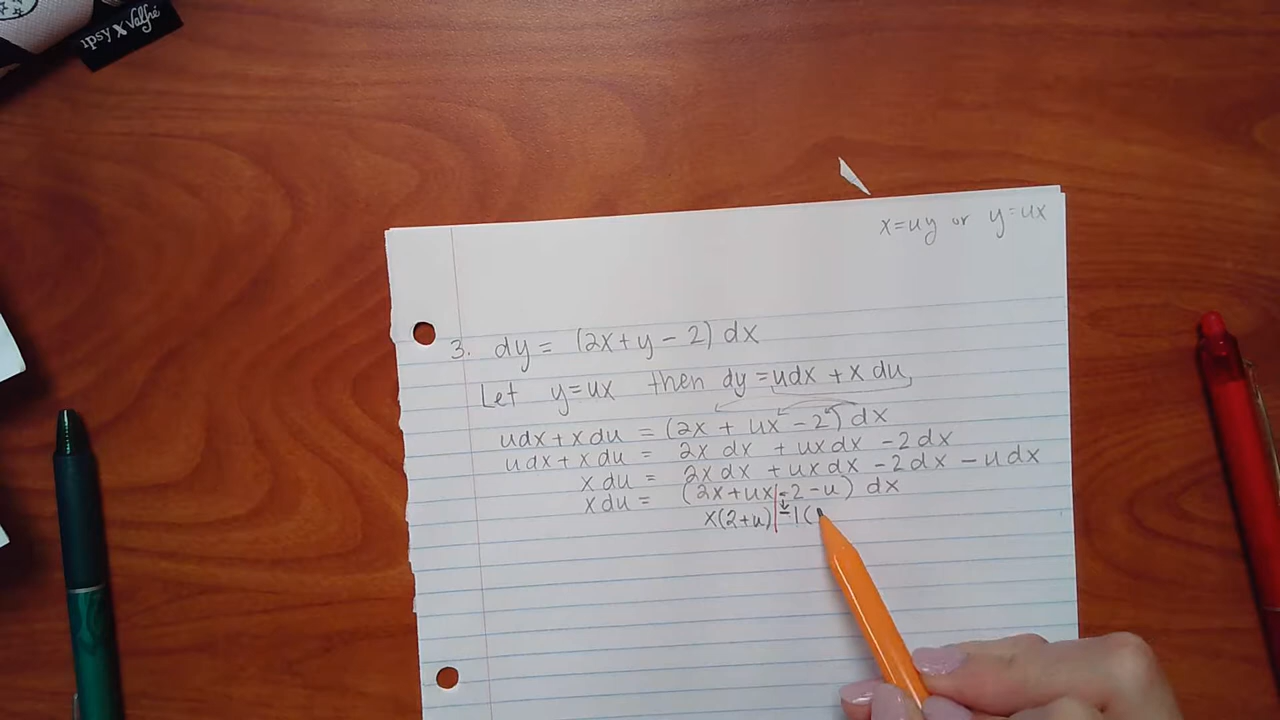 ipsy x Valfré
x=uy or y=ux
3. dy = (2x+y-2) dx
Let y=ux then dy = udx + x du
udx + x du = (2x + ux - 2) dx
udx + x du = 2x dx + ux dx - 2 dx
x du = 2x dx + ux dx - 2 dx - u dx
x du = (2x + ux - 2 - u) dx
x(2+u) -1(